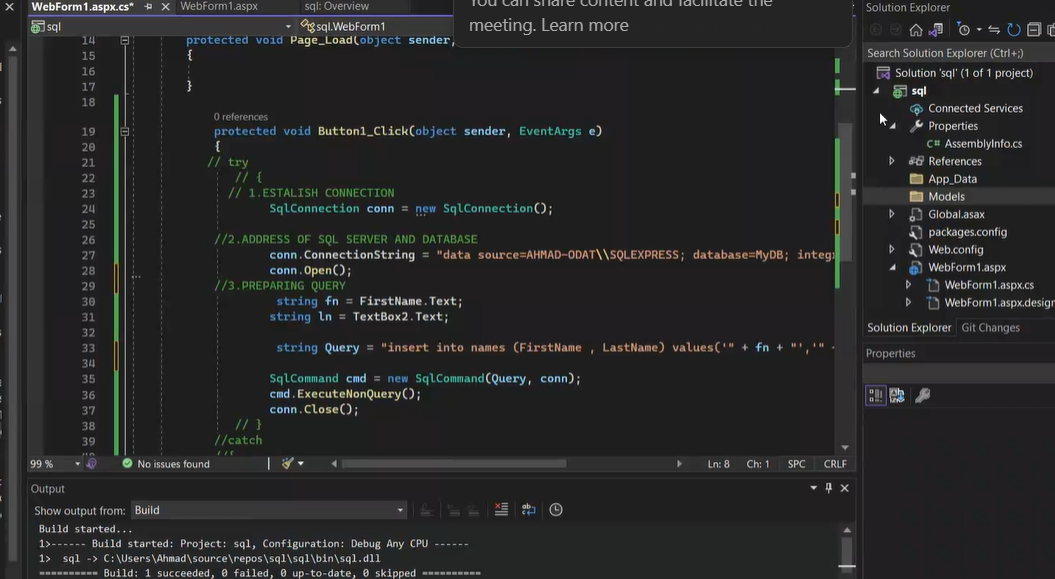 WebForm1.aspx.cs*
WebForm1.aspx
sql: Overview
You can share content and facilitate the
meeting. Learn more
sql
sql.WebForm1
14 protected void Page_Load(object sender,
15 {
16
17 }
18
0 references
19 protected void Button1_Click(object sender, EventArgs e)
20 {
21 // try
22 // {
23 // 1.ESTALISH CONNECTION
24 SqlConnection conn = new SqlConnection();
25
26 //2.ADDRESS OF SQL SERVER AND DATABASE
27 conn.ConnectionString = "data source=AHMAD-ODAT\\SQLEXPRESS; database=MyDB; integr
28 conn.Open();
29 //3.PREPARING QUERY
30 string fn = FirstName.Text;
31 string ln = TextBox2.Text;
32
33 string Query = "insert into names (FirstName , LastName) values('" + fn + "','" +
34
35 SqlCommand cmd = new SqlCommand(Query, conn);
36 cmd.ExecuteNonQuery();
37 conn.Close();
38 // }
39 //catch
99 %
No issues found
Ln: 8
Ch: 1
SPC
CRLF
Output
Show output from:
Build
Build started...
1>------ Build started: Project: sql, Configuration: Debug Any CPU ------
1> sql -> C:\Users\Ahmad\source\repos\sql\sql\bin\sql.dll
========== Build: 1 succeeded, 0 failed, 0 up-to-date, 0 skipped ==========
Solution Explorer
Search Solution Explorer (Ctrl+;)
Solution 'sql' (1 of 1 project)
sql
Connected Services
Properties
C# AssemblyInfo.cs
References
App_Data
Models
Global.asax
packages.config
Web.config
WebForm1.aspx
WebForm1.aspx.cs
WebForm1.aspx.design
Solution Explorer
Git Changes
Properties